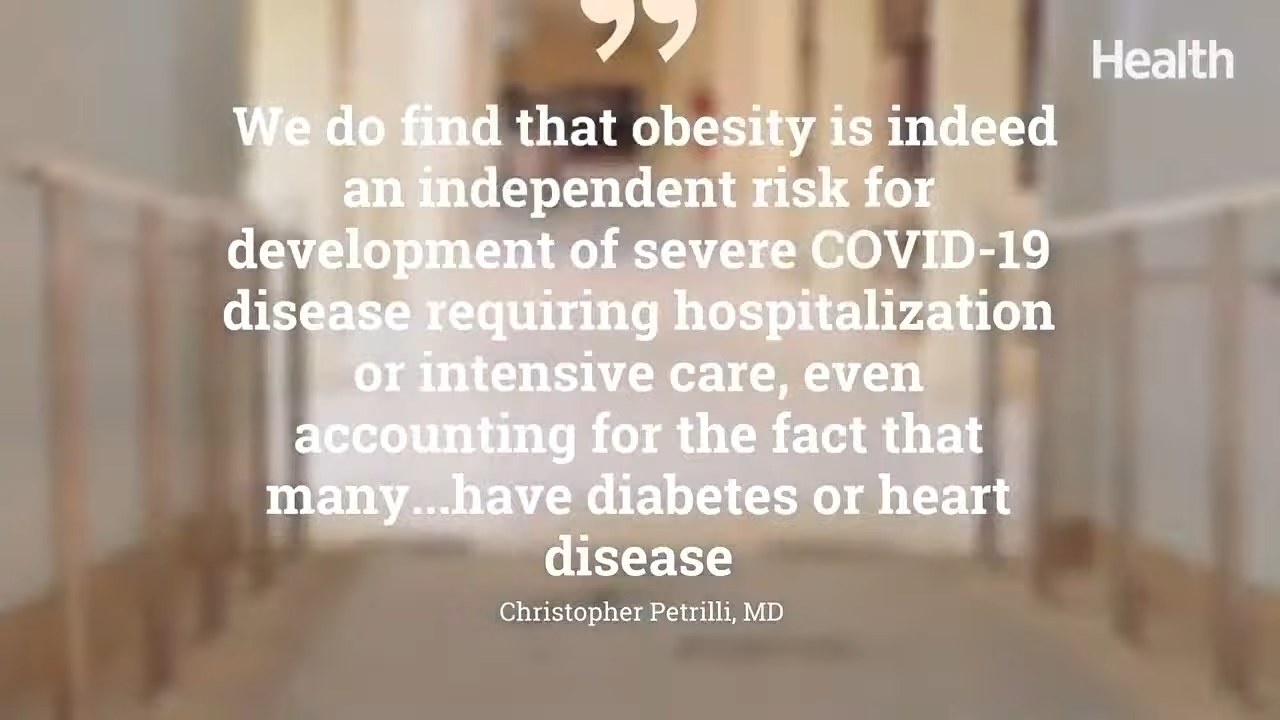 ”
Health
We do find that obesity is indeed
an independent risk for
development of severe COVID-19
disease requiring hospitalization
or intensive care, even
accounting for the fact that
many...have diabetes or heart
disease
Christopher Petrilli, MD